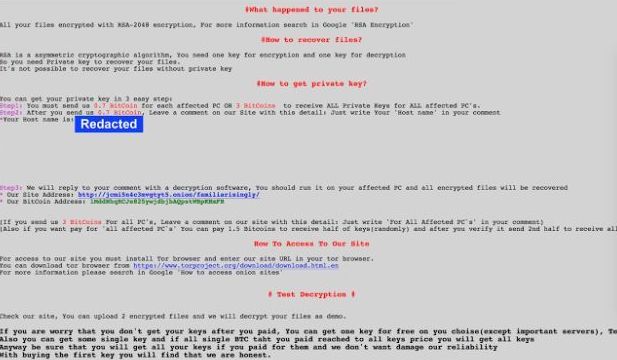 #What happened to your files?
All your files encrypted with RSA-2048 encryption, For more information search in Google 'RSA Encryption'
#How to recover files?
RSA is a asymetric cryptographic algorithm, You need one key for encryption and one key for decryption
So you need Private key to recover your files.
It's not possible to recover your files without private key
#How to get private key?
You can get your private key in 3 easy step:
Step1: You must send us 0.7 BitCoin for each affected PC OR 3 BitCoins to receive ALL Private Keys for ALL affected PC's.
Step2: After you send us 0.7 Bitcoin, Leave a comment on our Site with this detail: Just write Your 'Host name' in your comment
*Your Host name is:
Redacted
Step3: We will reply to your comment with a decryption software, You should run it on your affected PC and all encrypted files will be recovered
* Our Site Address:
* Our BitCoin Address:
(If you send us 3 Bitcoins For all PC's, Leave a comment on our site with this detail: Just write 'For All Affected PC's' in your comment)
(Also if you want pay for 'all affected PC's' You can pay 1.5 Bitcoins to receive half of keys(randomly) and after you verify it send 2nd half to receive all
How To Access To Our Site
For access to our site you must install Tor browser and enter our site URL in your tor browser.
You can download tor browser from https://www.torproject.org/download/download.html.en
For more information please search in Google 'How to access onion sites'
# Test Decryption #
Check our site, You can upload 2 encrypted files and we will decrypt your files as demo.
If you are worry that you don't get your keys after you paid, You can get one key for free on you choise(except important servers), Te
Also you can get some single key and if all single BTC taht you paid reached to all keys price you will get all keys
Anyway be sure that you will get all your keys if you paid for them and we don't want damage our reliability
With buying the first key you will find that we are honest.